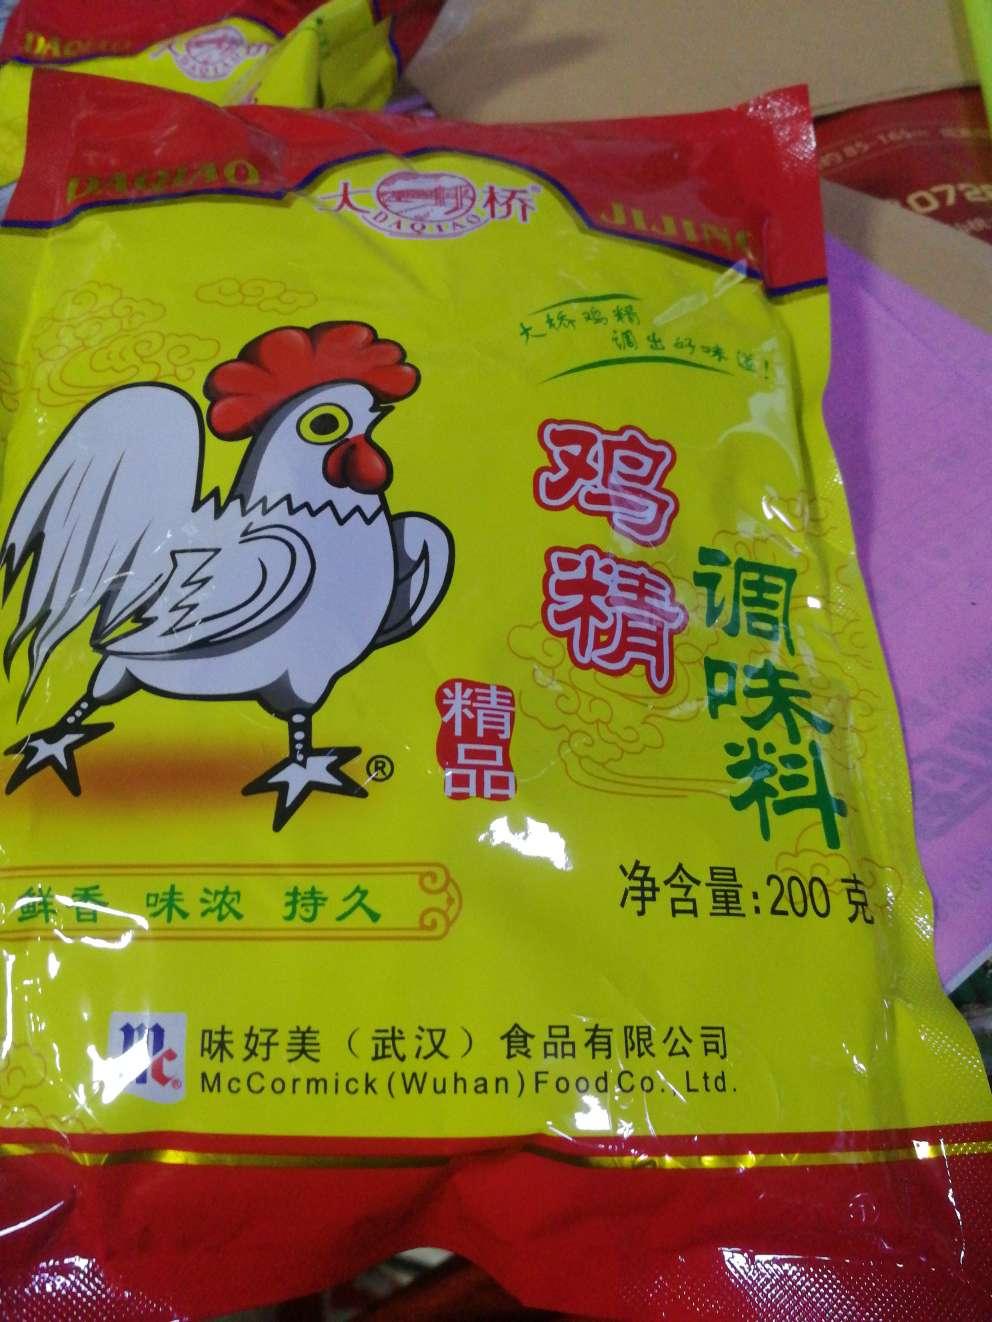 DAQIAO
大桥®
DAQIAO
JIJING
大桥鸡精
调出好味道!
鸡精
调味料
精品
®
鲜香 味浓 持久
净含量:200克
味好美(武汉)食品有限公司
McCormick(Wuhan)Food Co., Ltd.